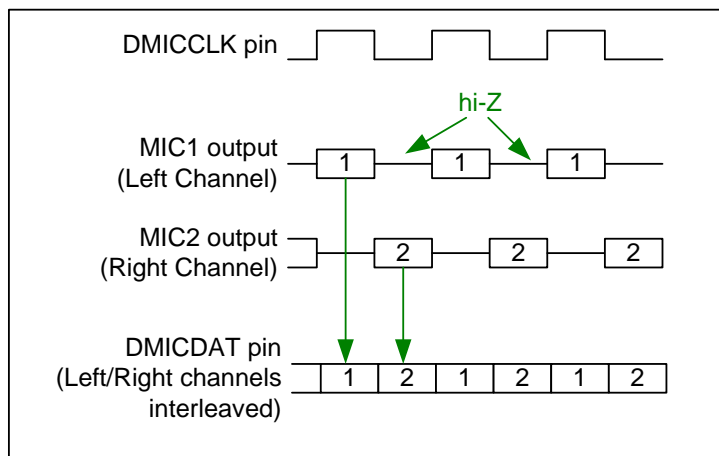 DMICCLK pin
hi-Z
MIC1 output
(Left Channel)
1 1 1
MIC2 output
(Right Channel)
2 2 2
DMICDAT pin
(Left/Right channels
interleaved)
1 2 1 2 1 2